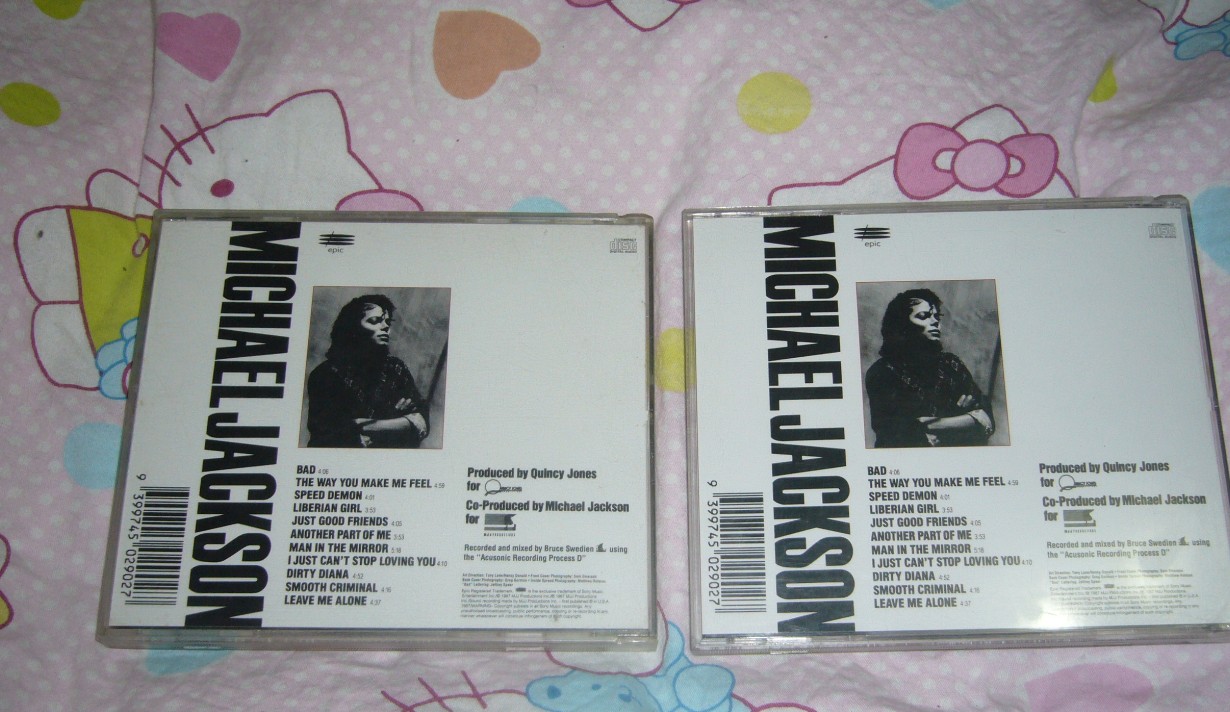 MICHAEL JACKSON
epic
COMPACT
disc
DIGITAL AUDIO
BAD 4:06
THE WAY YOU MAKE ME FEEL 4:59
SPEED DEMON 4:01
LIBERIAN GIRL 3:53
JUST GOOD FRIENDS 4:05
ANOTHER PART OF ME 3:53
MAN IN THE MIRROR 5:18
I JUST CAN'T STOP LOVING YOU 4:10
DIRTY DIANA 4:52
SMOOTH CRIMINAL 4:16
LEAVE ME ALONE 4:37
Produced by Quincy Jones
for
Co-Produced by Michael Jackson
for
Recorded and mixed by Bruce Swedien using
the "Acusonic Recording Process D"
9 399745 029027
MICHAEL JACKSON
epic
COMPACT
disc
DIGITAL AUDIO
BAD 4:06
THE WAY YOU MAKE ME FEEL 4:59
SPEED DEMON 4:01
LIBERIAN GIRL 3:53
JUST GOOD FRIENDS 4:05
ANOTHER PART OF ME 3:53
MAN IN THE MIRROR 5:18
I JUST CAN'T STOP LOVING YOU 4:10
DIRTY DIANA 4:52
SMOOTH CRIMINAL 4:16
LEAVE ME ALONE 4:37
Produced by Quincy Jones
for
Co-Produced by Michael Jackson
for
Recorded and mixed by Bruce Swedien using
the "Acusonic Recording Process D"
9 399745 029027